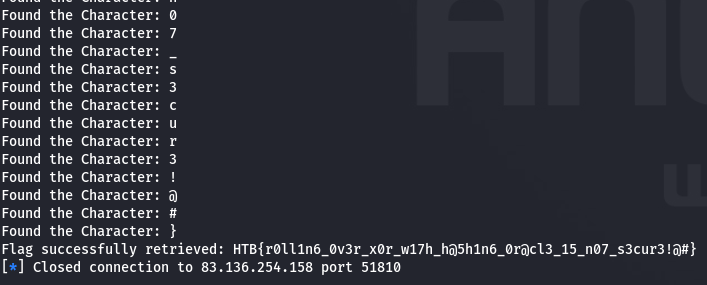 Found the Character: 0
Found the Character: 7
Found the Character: _
Found the Character: s
Found the Character: 3
Found the Character: c
Found the Character: u
Found the Character: r
Found the Character: 3
Found the Character: !
Found the Character: @
Found the Character: #
Found the Character: }
Flag successfully retrieved: HTB{r0ll1n6_0v3r_x0r_w17h_h@5h1n6_0r@cl3_15_n07_s3cur3!@#}
[*] Closed connection to 83.136.254.158 port 51810